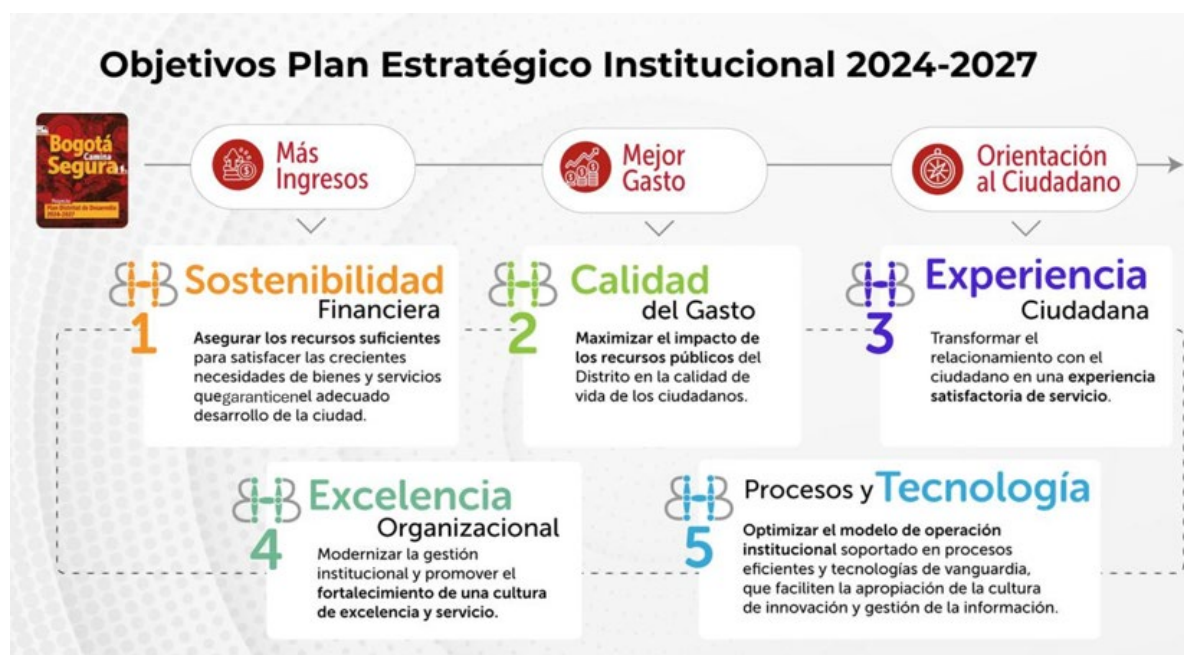 Objetivos Plan Estratégico Institucional 2024-2027
Bogotá
Camina
Segura
Plan Distrital de Desarrollo
2024-2027
Más
Ingresos
Mejor
Gasto
Orientación
al Ciudadano
1
Sostenibilidad
Financiera
Asegurar los recursos suficientes
para satisfacer las crecientes
necesidades de bienes y servicios
quegaranticenel adecuado
desarrollo de la ciudad.
2
Calidad
del Gasto
Maximizar el impacto de
los recursos públicos del
Distrito en la calidad de
vida de los ciudadanos.
3
Experiencia
Ciudadana
Transformar el
relacionamiento con el
ciudadano en una experiencia
satisfactoria de servicio.
4
Excelencia
Organizacional
Modernizar la gestión
institucional y promover el
fortalecimiento de una cultura
de excelencia y servicio.
5
Procesos y Tecnología
Optimizar el modelo de operación
institucional soportado en procesos
eficientes y tecnologías de vanguardia,
que faciliten la apropiación de la cultura
de innovación y gestión de la información.